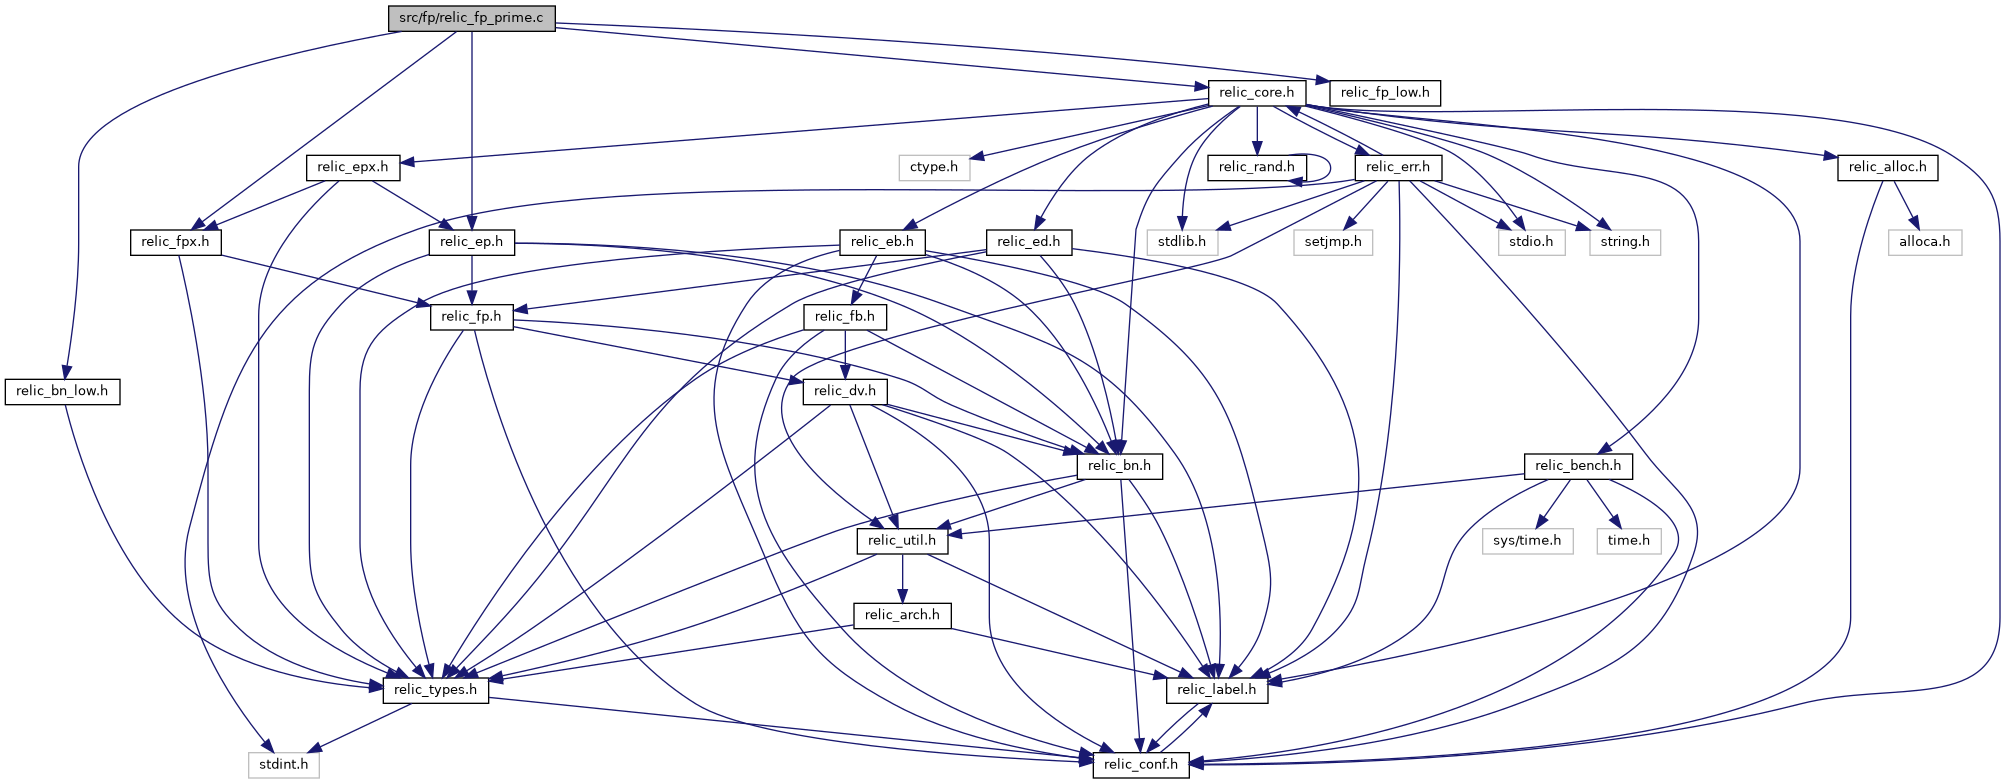 src/fp/relic_fp_prime.c
relic_core.h
relic_fp_low.h
relic_epx.h
ctype.h
relic_rand.h
relic_err.h
relic_alloc.h
relic_fpx.h
relic_ep.h
relic_eb.h
relic_ed.h
stdlib.h
setjmp.h
stdio.h
string.h
alloca.h
relic_fp.h
relic_fb.h
relic_bn_low.h
relic_dv.h
relic_bn.h
relic_bench.h
relic_util.h
sys/time.h
time.h
relic_arch.h
relic_types.h
relic_label.h
stdint.h
relic_conf.h